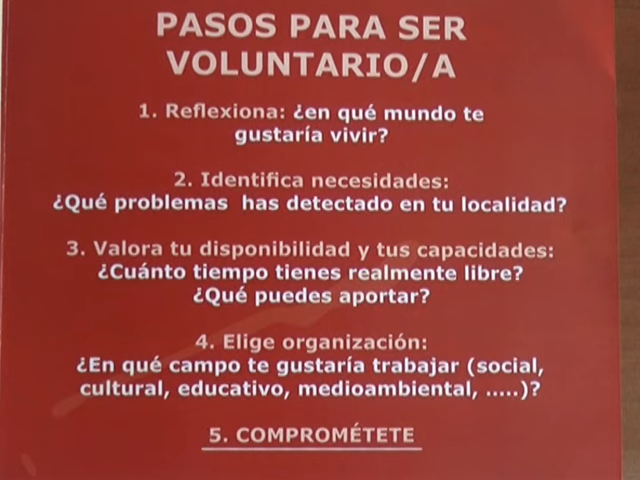 PASOS PARA SER
VOLUNTARIO/A
1. Reflexiona: ¿en qué mundo te
gustaría vivir?
2. Identifica necesidades:
¿Qué problemas has detectado en tu localidad?
3. Valora tu disponibilidad y tus capacidades:
¿Cuánto tiempo tienes realmente libre?
¿Qué puedes aportar?
4. Elige organización:
¿En qué campo te gustaría trabajar (social,
cultural, educativo, medioambiental, .....)?
5. COMPROMÉTETE